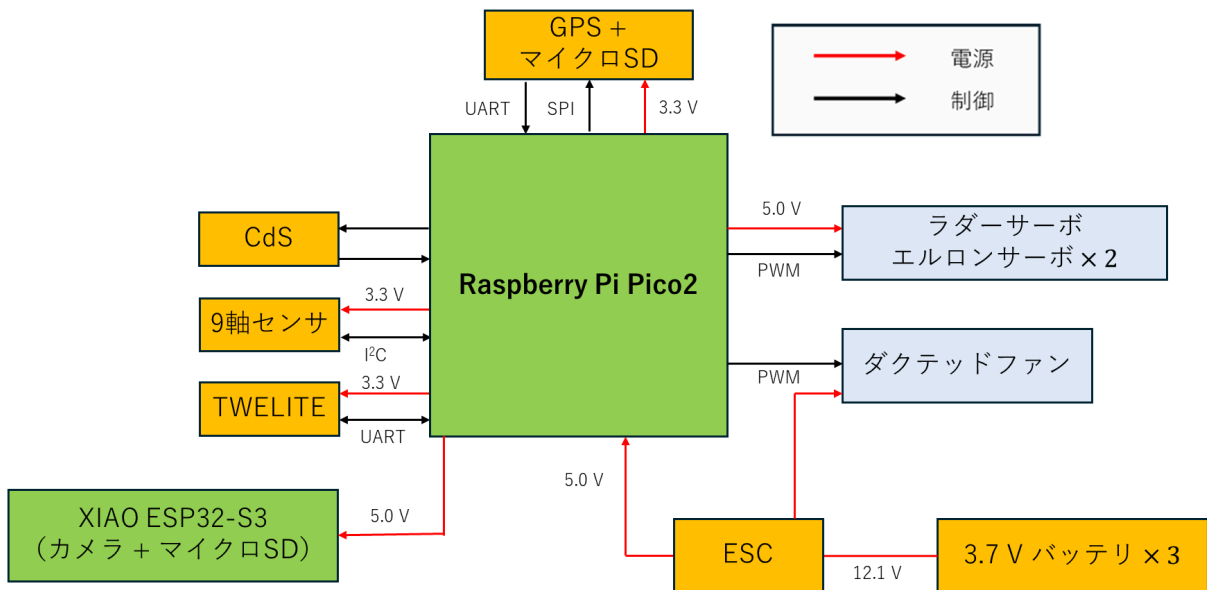 GPS +
マイクロSD
電源
制御
UART
SPI
3.3 V
CdS
5.0 V
ラダーサーボ
エルロンサーボ × 2
PWM
Raspberry Pi Pico2
3.3 V
9軸センサ
I²C
3.3 V
TWELITE
UART
PWM
ダクテッドファン
5.0 V
XIAO ESP32-S3
（カメラ + マイクロSD）
5.0 V
ESC
12.1 V
3.7 V バッテリ × 3